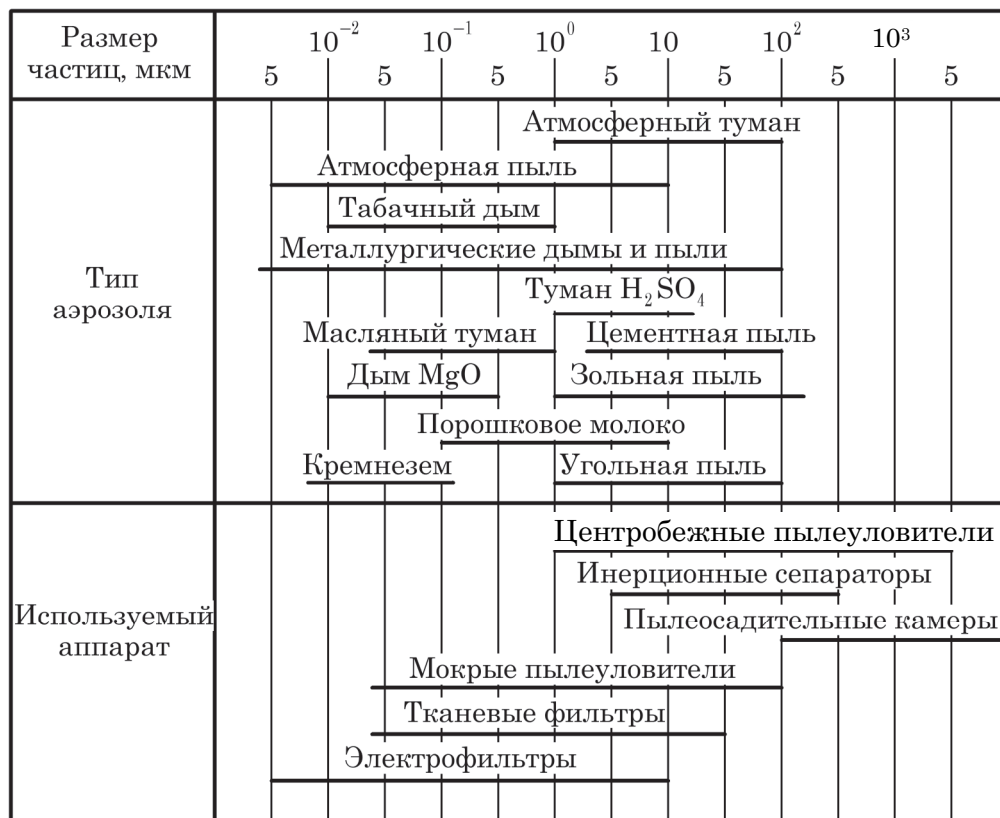 Размер
частиц, мкм
10⁻² 10⁻¹ 10⁰ 10 10² 10³
5 5 5 5 5 5 5
Тип
аэрозоля
Атмосферный туман
Атмосферная пыль
Табачный дым
Металлургические дымы и пыли
Туман H₂SO₄
Масляный туман Цементная пыль
Дым MgO Зольная пыль
Порошковое молоко
Кремнезем Угольная пыль
Используемый
аппарат
Центробежные пылеуловители
Инерционные сепараторы
Пылеосадительные камеры
Мокрые пылеуловители
Тканевые фильтры
Электрофильтры